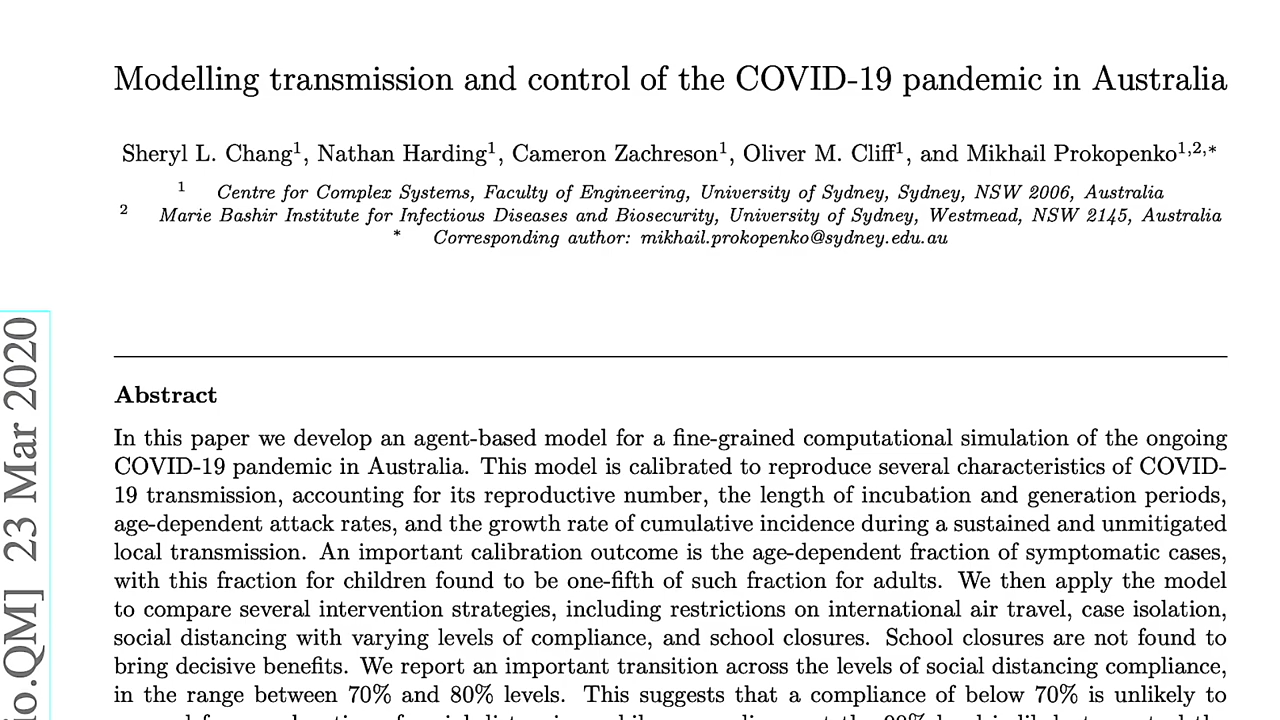 Modelling transmission and control of the COVID-19 pandemic in Australia
Sheryl L. Chang1, Nathan Harding1, Cameron Zachreson1, Oliver M. Cliff1, and Mikhail Prokopenko1,2,*
1 Centre for Complex Systems, Faculty of Engineering, University of Sydney, Sydney, NSW 2006, Australia
2 Marie Bashir Institute for Infectious Diseases and Biosecurity, University of Sydney, Westmead, NSW 2145, Australia
* Corresponding author: mikhail.prokopenko@sydney.edu.au
io.QM] 23 Mar 2020
Abstract
In this paper we develop an agent-based model for a fine-grained computational simulation of the ongoing
COVID-19 pandemic in Australia. This model is calibrated to reproduce several characteristics of COVID-
19 transmission, accounting for its reproductive number, the length of incubation and generation periods,
age-dependent attack rates, and the growth rate of cumulative incidence during a sustained and unmitigated
local transmission. An important calibration outcome is the age-dependent fraction of symptomatic cases,
with this fraction for children found to be one-fifth of such fraction for adults. We then apply the model
to compare several intervention strategies, including restrictions on international air travel, case isolation,
social distancing with varying levels of compliance, and school closures. School closures are not found to
bring decisive benefits. We report an important transition across the levels of social distancing compliance,
in the range between 70% and 80% levels. This suggests that a compliance of below 70% is unlikely to